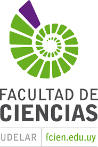 FACULTAD DE
CIENCIAS
UDELAR | fcien.edu.uy